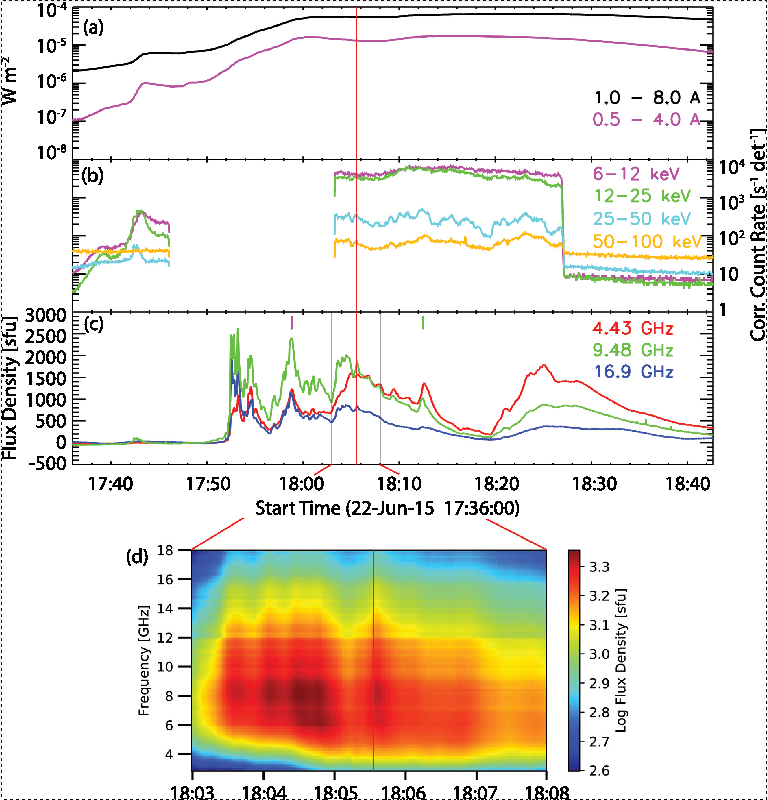 10⁻⁴
(a)
10⁻⁵
W m⁻²
10⁻⁶
1.0 – 8.0 A
10⁻⁷
0.5 – 4.0 A
10⁻⁸
(b)
10⁴
6–12 keV
12–25 keV
10³
25–50 keV
10²
50–100 keV
10
1
Corr. Count Rate [s⁻¹ det⁻¹]
3000
(c)
2500
4.43 GHz
2000
9.48 GHz
1500
16.9 GHz
1000
500
0
-500
Flux Density [sfu]
17:40 17:50 18:00 18:10 18:20 18:30 18:40
Start Time (22-Jun-15 17:36:00)
(d)
18
16
14
12
10
8
6
4
Frequency [GHz]
18:03 18:04 18:05 18:06 18:07 18:08
3.3
3.2
3.1
3.0
2.9
2.8
2.7
2.6
Log Flux Density [sfu]